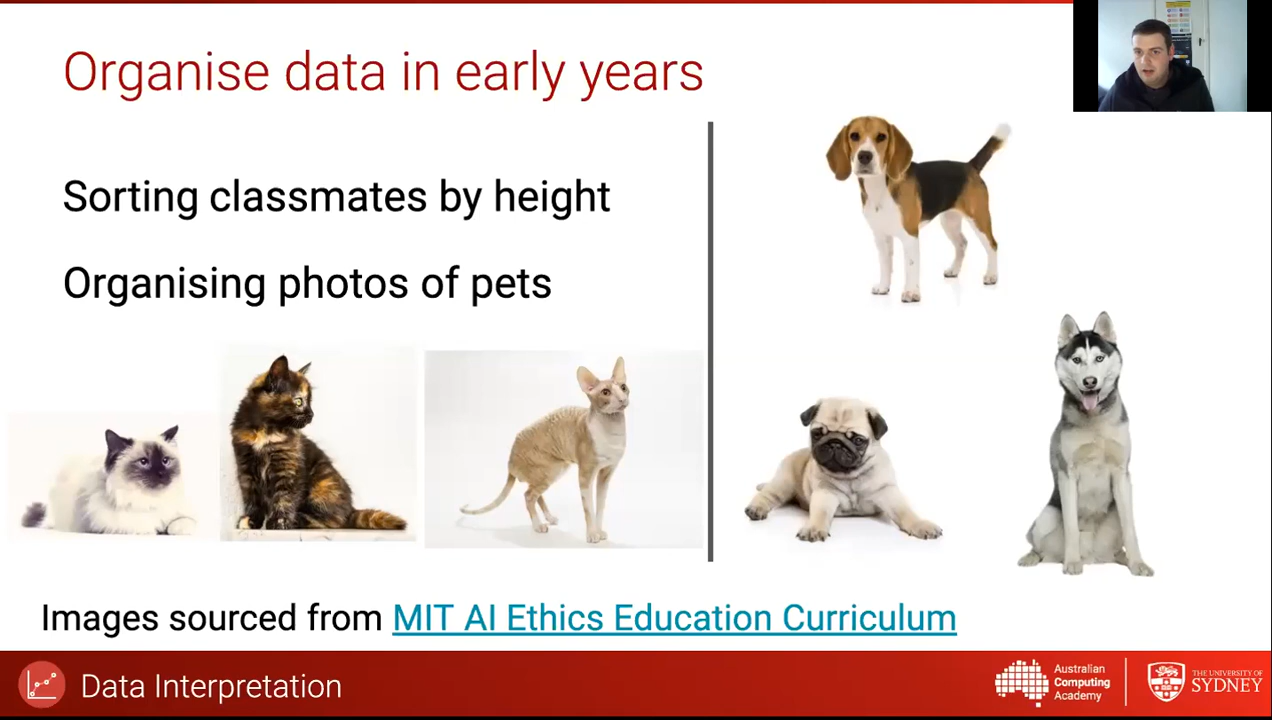 Organise data in early years
Sorting classmates by height
Organising photos of pets
Images sourced from MIT AI Ethics Education Curriculum
Data Interpretation
Australian
Computing
Academy
THE UNIVERSITY OF
SYDNEY